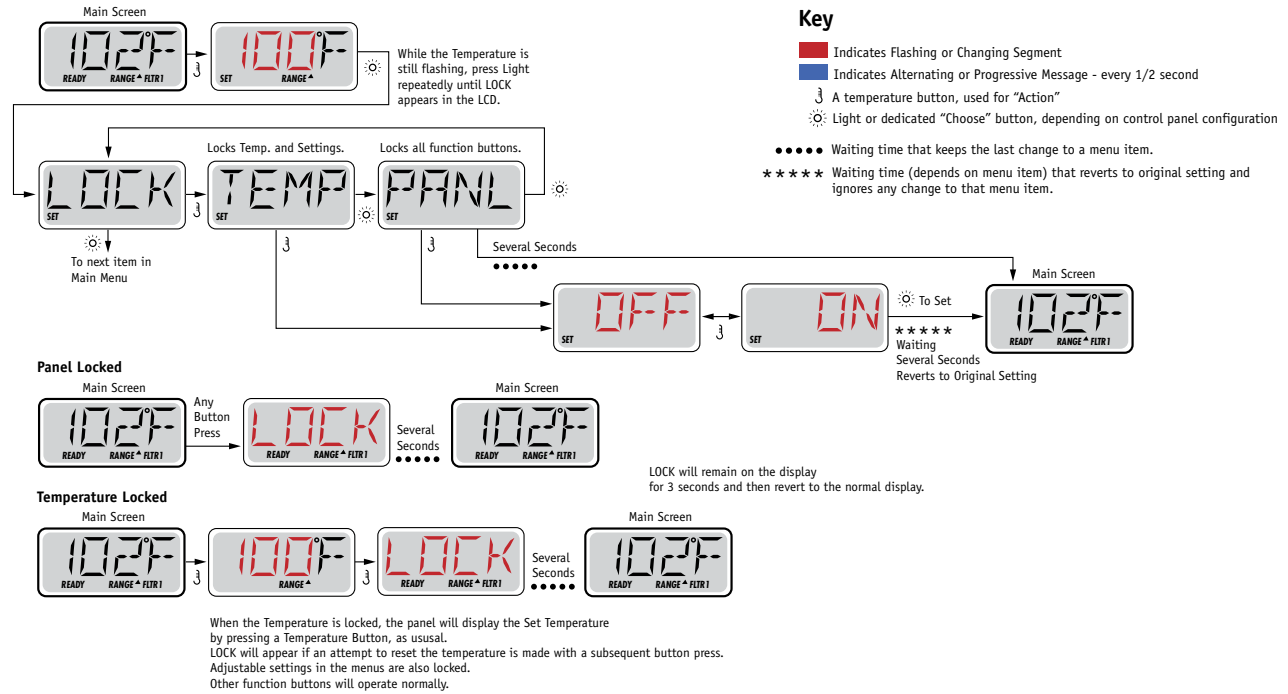 Main Screen
102°F
READY RANGE FLTR1
100°F
SET RANGE
While the Temperature is
still flashing, press Light
repeatedly until LOCK
appears in the LCD.
Key
Indicates Flashing or Changing Segment
Indicates Alternating or Progressive Message - every 1/2 second
A temperature button, used for “Action”
Light or dedicated “Choose” button, depending on control panel configuration
••••• Waiting time that keeps the last change to a menu item.
***** Waiting time (depends on menu item) that reverts to original setting and
ignores any change to that menu item.
LOCK
SET
Locks Temp. and Settings.
TEMP
SET
Locks all function buttons.
PANL
SET
To next item in
Main Menu
Several Seconds
•••••
OFF
SET
ON
SET
To Set
*****
Waiting
Several Seconds
Reverts to Original Setting
Main Screen
102°F
READY RANGE FLTR1
Panel Locked
Main Screen
102°F
READY RANGE FLTR1
Any
Button
Press
LOCK
READY RANGE FLTR1
Several
Seconds
•••••
102°F
READY RANGE FLTR1
Main Screen
LOCK will remain on the display
for 3 seconds and then revert to the normal display.
Temperature Locked
Main Screen
102°F
READY RANGE FLTR1
100°F
RANGE
LOCK
READY RANGE FLTR1
Several
Seconds
•••••
Main Screen
102°F
READY RANGE FLTR1
When the Temperature is locked, the panel will display the Set Temperature
by pressing a Temperature Button, as ususal.
LOCK will appear if an attempt to reset the temperature is made with a subsequent button press.
Adjustable settings in the menus are also locked.
Other function buttons will operate normally.